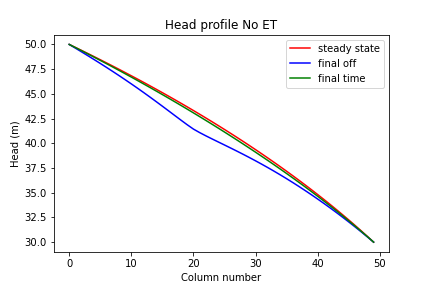 Head profile No ET
steady state
final off
final time
Head (m)
50.0
47.5
45.0
42.5
40.0
37.5
35.0
32.5
30.0
0 10 20 30 40 50
Column number